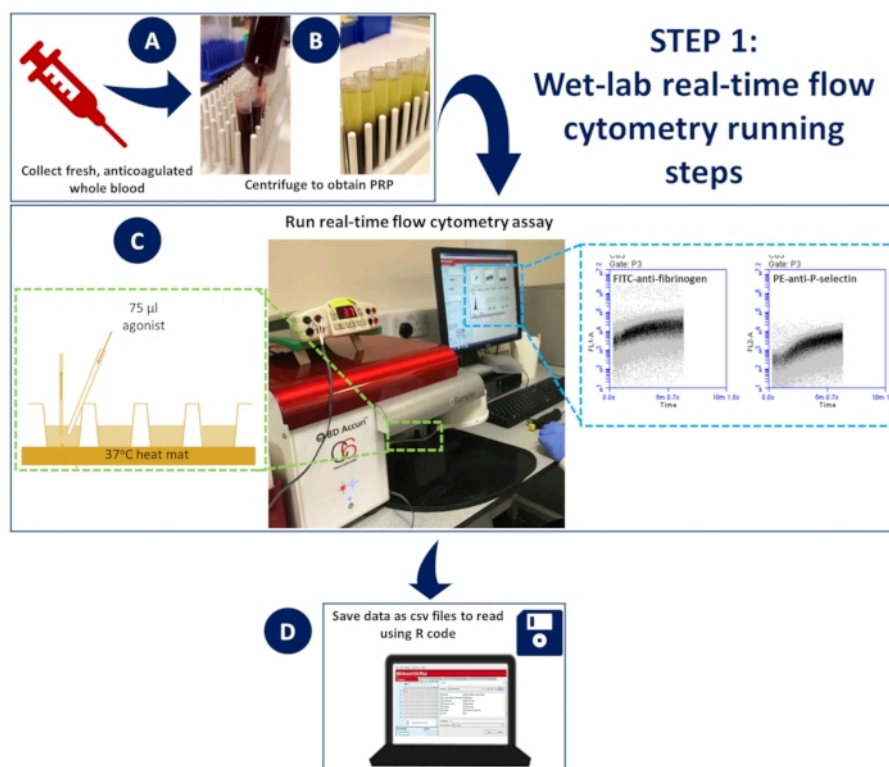 STEP 1:
Wet-lab real-time flow
cytometry running
steps
A
B
Collect fresh, anticoagulated
whole blood
Centrifuge to obtain PRP
C
Run real-time flow cytometry assay
75 µl
agonist
37°C heat mat
37
BD Accuri
C6
Gate: P3
FITC-anti-fibrinogen
FL1-A
Time
Gate: P3
PE-anti-P-selectin
FL2-A
Time
D
Save data as csv files to read
using R code